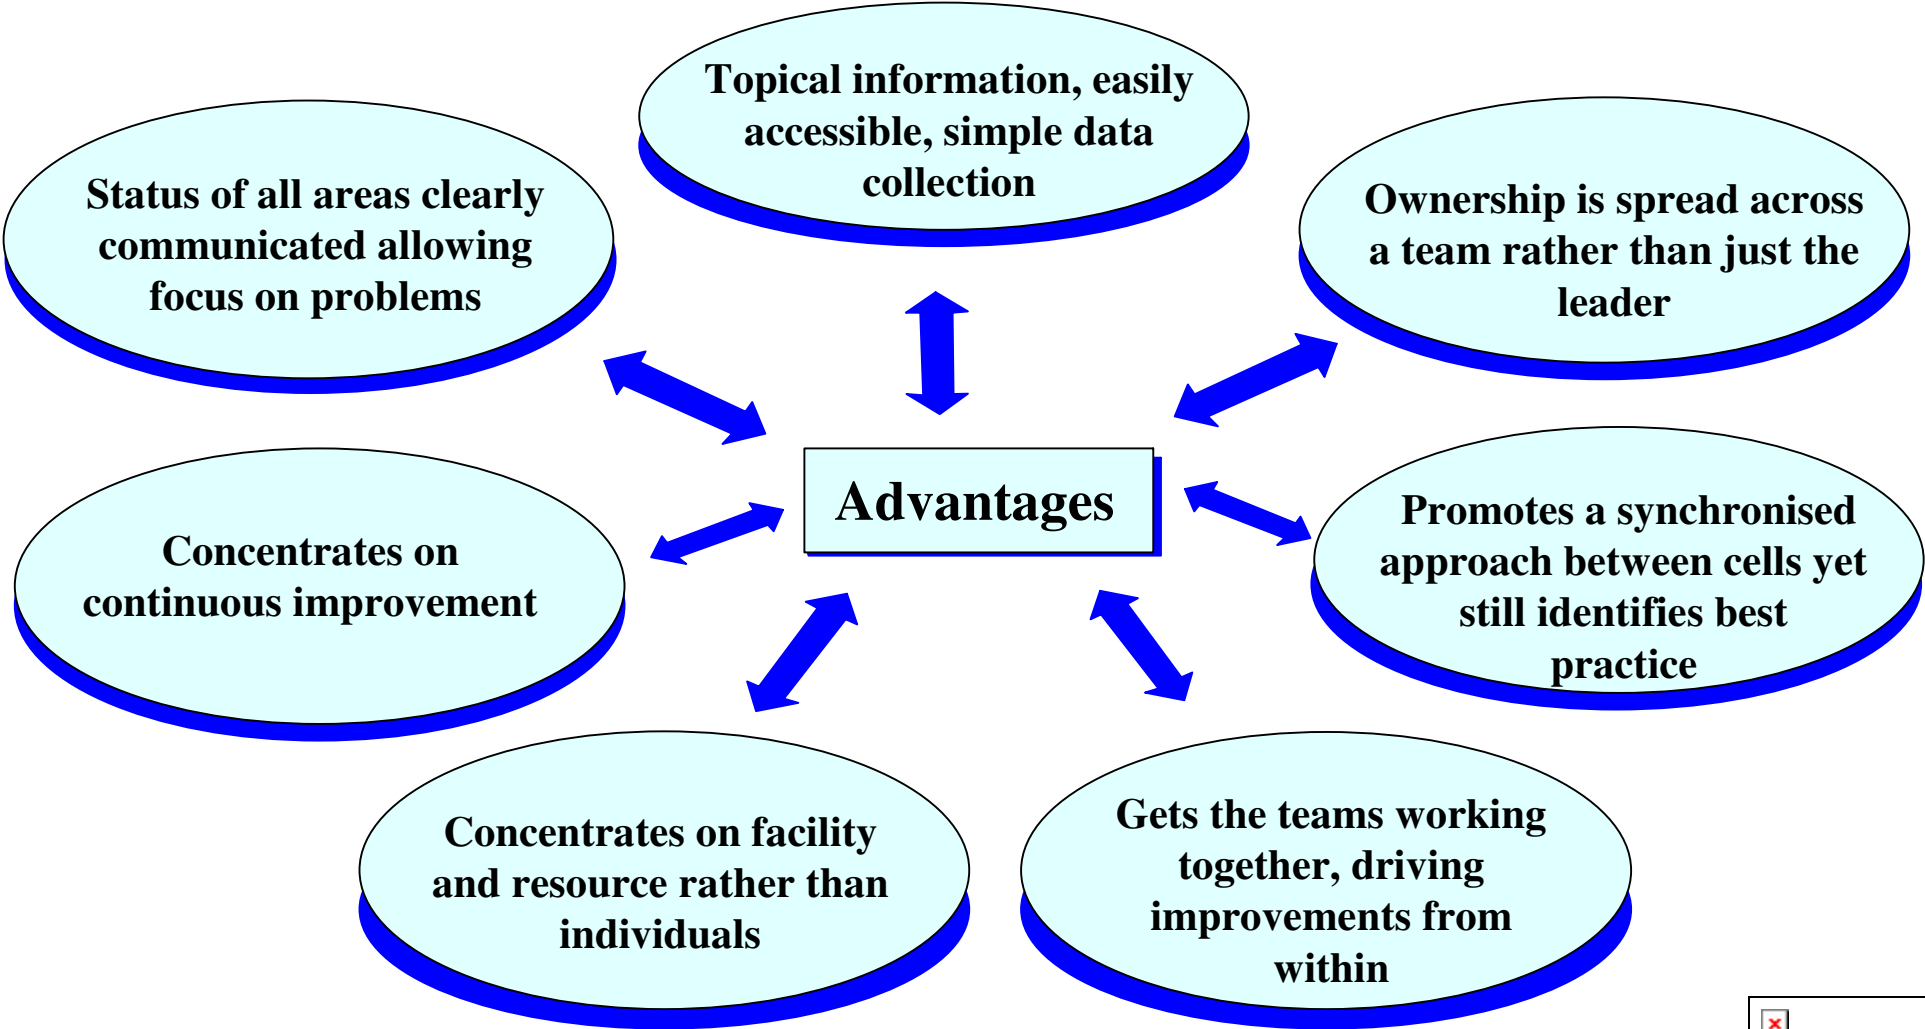 Topical information, easily
accessible, simple data
collection
Status of all areas clearly
communicated allowing
focus on problems
Ownership is spread across
a team rather than just the
leader
Advantages
Concentrates on
continuous improvement
Promotes a synchronised
approach between cells yet
still identifies best
practice
Concentrates on facility
and resource rather than
individuals
Gets the teams working
together, driving
improvements from
within